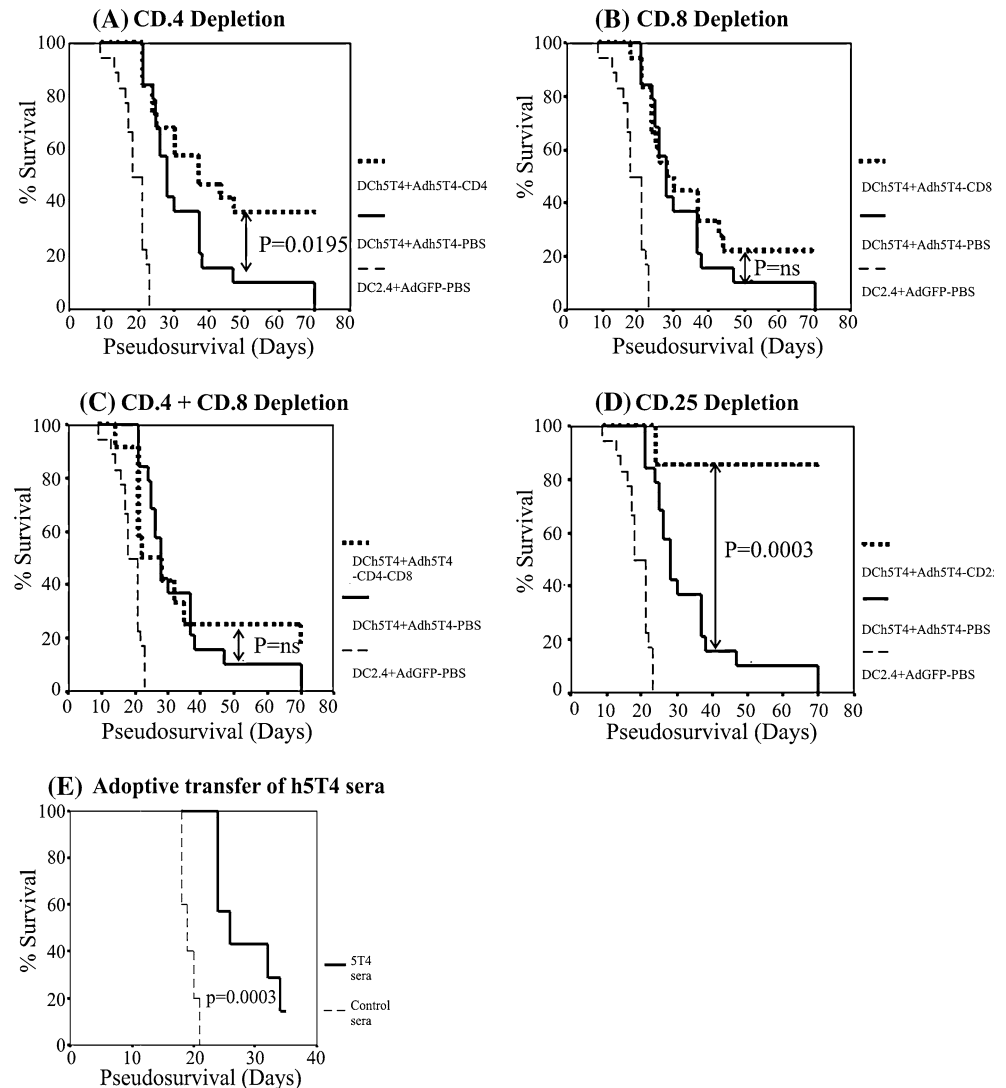 (A) CD.4 Depletion
100
80
60
40
20
0
% Survival
P=0.0195
0 10 20 30 40 50 60 70 80
Pseudosurvival (Days)
DCh5T4+Adh5T4-CD4
DCh5T4+Adh5T4-PBS
DC2.4+AdGFP-PBS
(B) CD.8 Depletion
100
80
60
40
20
0
% Survival
P=ns
0 10 20 30 40 50 60 70 80
Pseudosurvival (Days)
DCh5T4+Adh5T4-CD8
DCh5T4+Adh5T4-PBS
DC2.4+AdGFP-PBS
(C) CD.4 + CD.8 Depletion
100
80
60
40
20
0
% Survival
P=ns
0 10 20 30 40 50 60 70 80
Pseudosurvival (Days)
DCh5T4+Adh5T4
-CD4-CD8
DCh5T4+Adh5T4-PBS
DC2.4+AdGFP-PBS
(D) CD.25 Depletion
100
80
60
40
20
0
% Survival
P=0.0003
0 10 20 30 40 50 60 70 80
Pseudosurvival (Days)
DCh5T4+Adh5T4-CD2
DCh5T4+Adh5T4-PBS
DC2.4+AdGFP-PBS
(E) Adoptive transfer of h5T4 sera
100
80
60
40
20
0
% Survival
p=0.0003
0 10 20 30 40
Pseudosurvival (Days)
5T4
sera
Control
sera